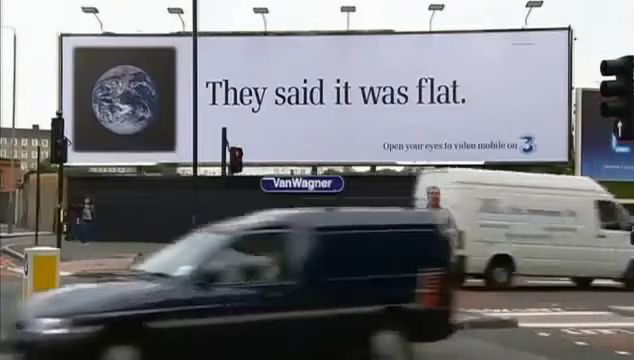 They said it was flat.
Open your eyes to video mobile on 3
VanWagner